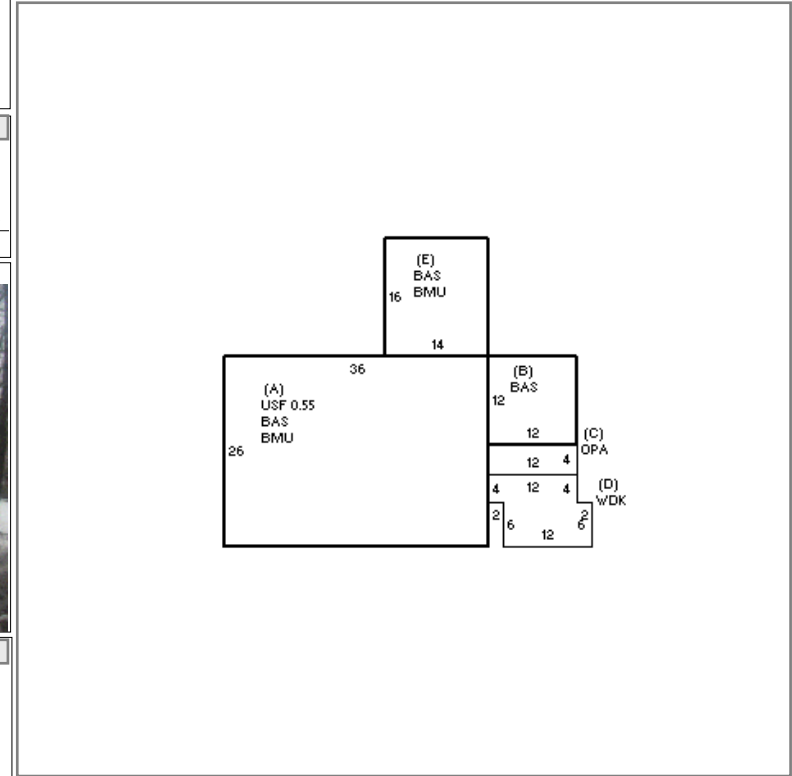 (E)
BAS
BMU
16
14
36
(A)
USF 0.55
BAS
BMU
26
(B)
BAS
12
12
(C)
OPA
12 4
4 12 4
(D)
WDK
2 2
6 6
12